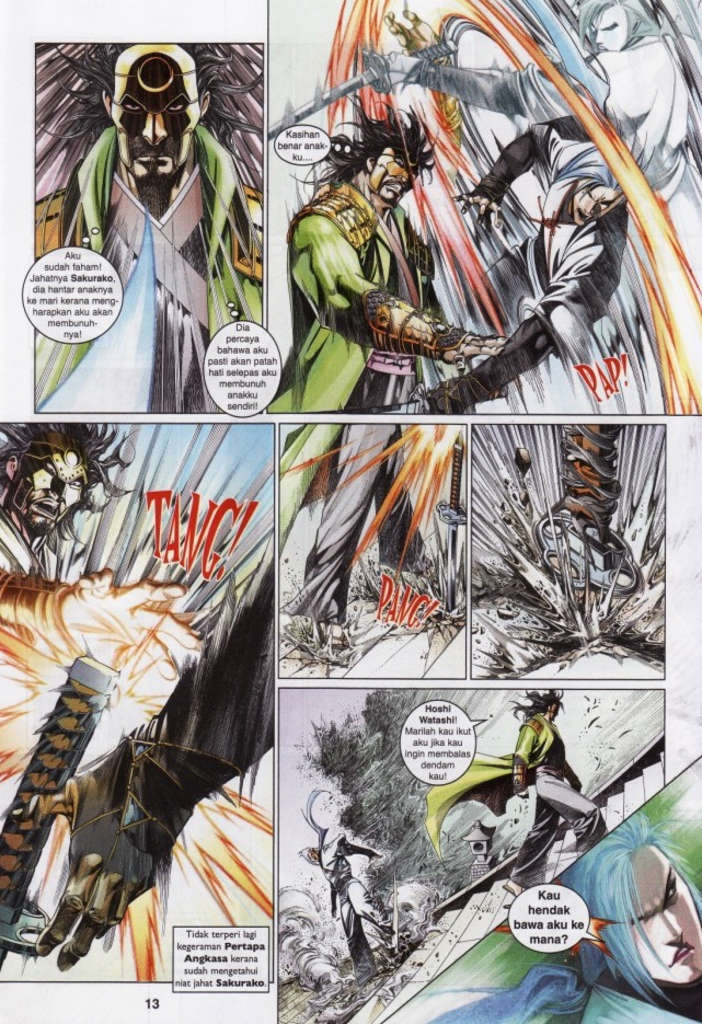 Aku
sudah faham!
Jahatnya Sakurako,
dia hantar anaknya
ke mari kerana meng-
harapkan aku akan
membunuh-
nya!
Dia
percaya
bahawa aku
pasti akan patah
hati selepas aku
membunuh
anakku
sendiri!
Kasihan
benar anak-
ku....
PAP!
TANG!
PANG!
Tidak terperi lagi
kegeraman Pertapa
Angkasa kerana
sudah mengetahui
niat jahat Sakurako.
Hoshi
Watashi!
Marilah kau ikut
aku jika kau
ingin membalas
dendam
kau!
Kau
hendak
bawa aku ke
mana?
13